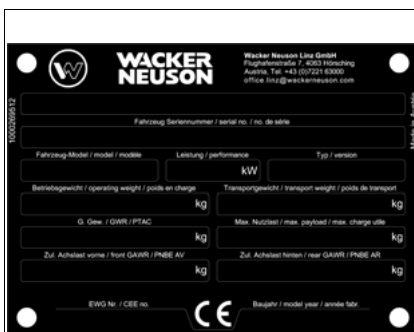 WACKER
NEUSON
Wacker Neuson Linz GmbH
Flughafenstraße 7, 4063 Hörsching
Austria, Tel. +43 (0)7221 63000
office.linz@wackerneuson.com
1000269512
Made in Austria
Fahrzeug Seriennummer / serial no. / no. de série
Fahrzeug-Model / model / modèle Leistung / performance Typ / version
kW
Betriebsgewicht / operating weight / poids en charge Transportgewicht / transport weight / poids de transport
kg kg
G. Gew. / GWR / PTAC Max. Nutzlast / max. payload / max. charge utile
kg kg
Zul. Achslast vorne / front GAWR / PNBE AV Zul. Achslast hinten / rear GAWR / PNBE AR
kg kg
EWG Nr. / CEE no. CE Baujahr / model year / année fabr.